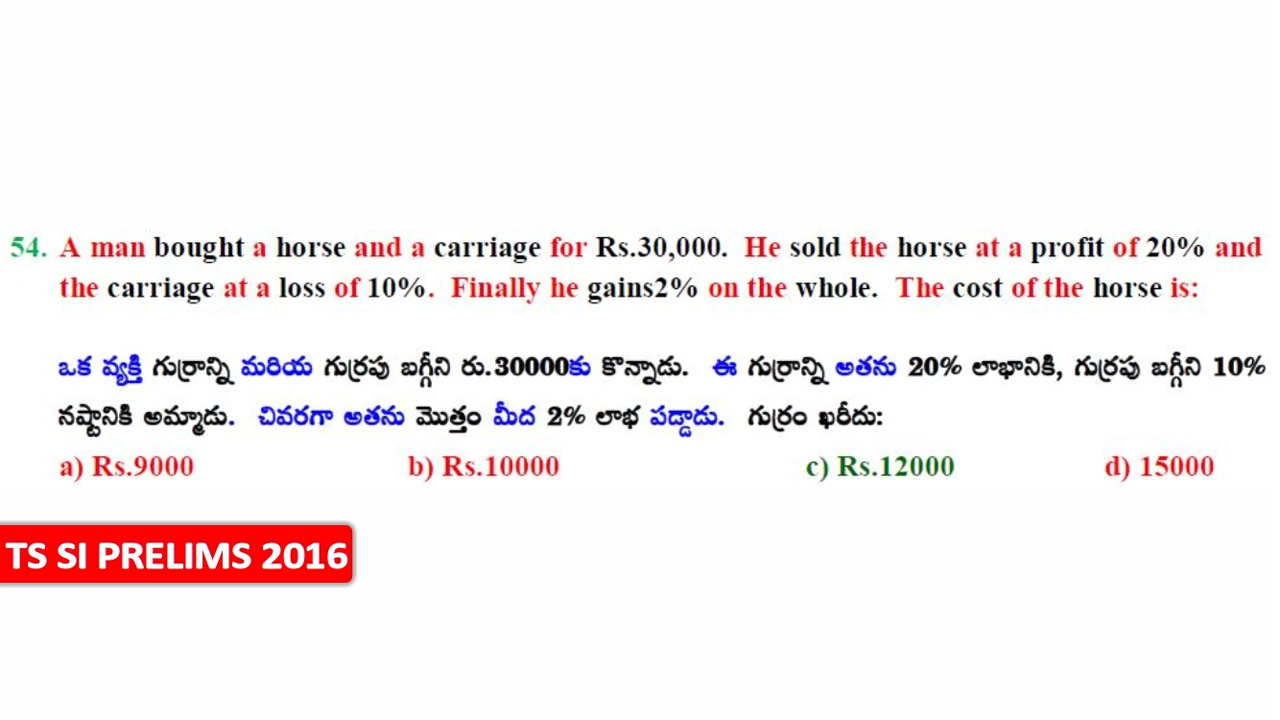 54. A man bought a horse and a carriage for Rs.30,000. He sold the horse at a profit of 20% and
the carriage at a loss of 10%. Finally he gains2% on the whole. The cost of the horse is:
ఒక వ్యక్తి గుర్రాన్ని మరియ గుర్రపు బగ్గీని రు.30000కు కొన్నాడు. ఈ గుర్రాన్ని అతను 20% లాభానికి, గుర్రపు బగ్గీని 10%
నష్టానికి అమ్మాడు. చివరగా అతను మొత్తం మీద 2% లాభ పడ్డాడు. గుర్రం ఖరీదు:
a) Rs.9000 b) Rs.10000 c) Rs.12000 d) 15000
TS SI PRELIMS 2016